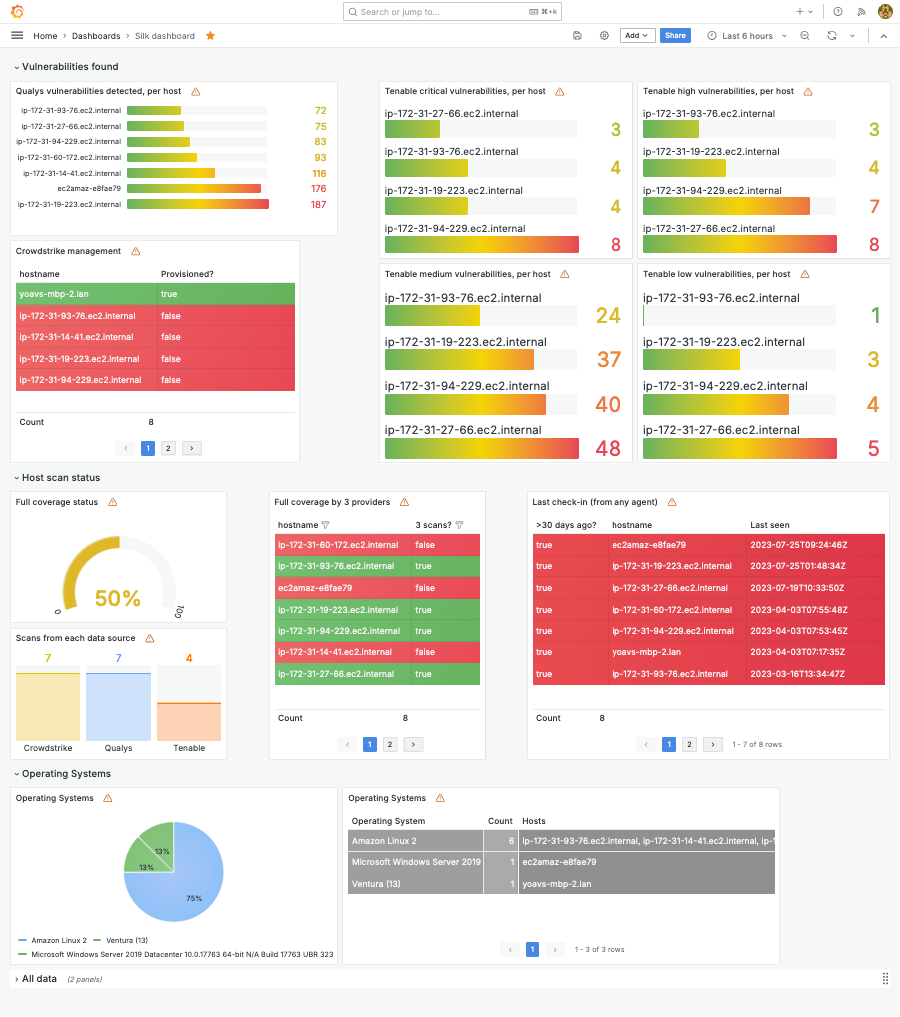 Search or jump to...
⌘+k
Home › Dashboards › Silk dashboard
Add
Share
Last 6 hours
Vulnerabilities found
Qualys vulnerabilities detected, per host
ip-172-31-93-76.ec2.internal 72
ip-172-31-27-66.ec2.internal 75
ip-172-31-94-229.ec2.internal 83
ip-172-31-60-172.ec2.internal 93
ip-172-31-14-41.ec2.internal 116
ec2amaz-e8fae79 176
ip-172-31-19-223.ec2.internal 187
Tenable critical vulnerabilities, per host
ip-172-31-27-66.ec2.internal
3
ip-172-31-93-76.ec2.internal
4
ip-172-31-19-223.ec2.internal
4
ip-172-31-94-229.ec2.internal
8
Tenable high vulnerabilities, per host
ip-172-31-93-76.ec2.internal
3
ip-172-31-19-223.ec2.internal
4
ip-172-31-94-229.ec2.internal
7
ip-172-31-27-66.ec2.internal
8
Crowdstrike management
hostname Provisioned?
yoavs-mbp-2.lan true
ip-172-31-93-76.ec2.internal false
ip-172-31-14-41.ec2.internal false
ip-172-31-19-223.ec2.internal false
ip-172-31-94-229.ec2.internal false
Count 8
‹ 1 2 ›
Tenable medium vulnerabilities, per host
ip-172-31-93-76.ec2.internal
24
ip-172-31-19-223.ec2.internal
37
ip-172-31-94-229.ec2.internal
40
ip-172-31-27-66.ec2.internal
48
Tenable low vulnerabilities, per host
ip-172-31-93-76.ec2.internal
1
ip-172-31-19-223.ec2.internal
3
ip-172-31-94-229.ec2.internal
4
ip-172-31-27-66.ec2.internal
5
Host scan status
Full coverage status
0
50%
100
Scans from each data source
7 7 4
Crowdstrike Qualys Tenable
Full coverage by 3 providers
hostname 3 scans?
ip-172-31-60-172.ec2.internal false
ip-172-31-93-76.ec2.internal true
ec2amaz-e8fae79 false
ip-172-31-19-223.ec2.internal true
ip-172-31-94-229.ec2.internal true
ip-172-31-14-41.ec2.internal false
ip-172-31-27-66.ec2.internal true
Count 8
‹ 1 2 ›
Last check-in (from any agent)
>30 days ago? hostname Last seen
true ec2amaz-e8fae79 2023-07-25T09:24:46Z
true ip-172-31-19-223.ec2.internal 2023-07-25T01:48:34Z
true ip-172-31-27-66.ec2.internal 2023-07-19T10:33:50Z
true ip-172-31-60-172.ec2.internal 2023-04-03T07:55:48Z
true ip-172-31-94-229.ec2.internal 2023-04-03T07:53:45Z
true yoavs-mbp-2.lan 2023-04-03T07:17:35Z
true ip-172-31-93-76.ec2.internal 2023-03-16T13:34:47Z
Count 8
‹ 1 2 › 1 - 7 of 8 rows
Operating Systems
Operating Systems
13%
13%
75%
Amazon Linux 2 Ventura (13)
Microsoft Windows Server 2019 Datacenter 10.0.17763 64-bit N/A Build 17763 UBR 323
Operating Systems
Operating System Count Hosts
Amazon Linux 2 6 ip-172-31-93-76.ec2.internal, ip-172-31-14-41.ec2.internal, ip-1
Microsoft Windows Server 2019 1 ec2amaz-e8fae79
Ventura (13) 1 yoavs-mbp-2.lan
‹ 1 › 1 - 3 of 3 rows
All data (2 panels)